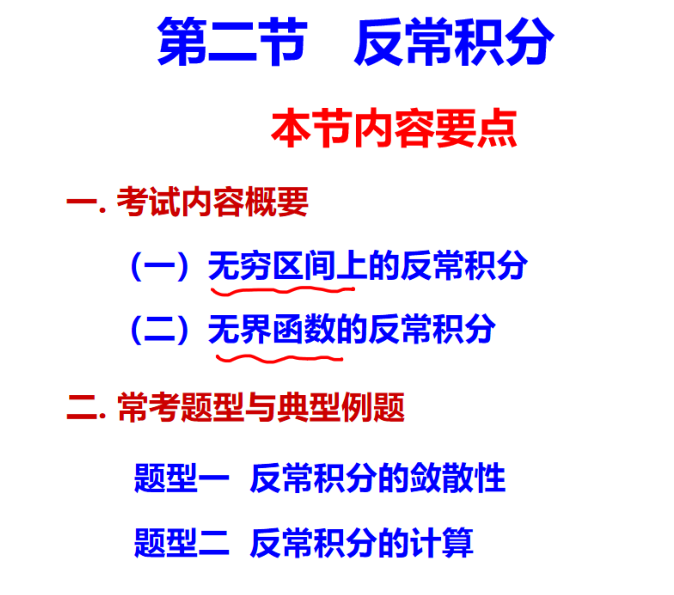 第二节 反常积分
本节内容要点
一. 考试内容概要
（一）无穷区间上的反常积分
（二）无界函数的反常积分
二. 常考题型与典型例题
题型一 反常积分的敛散性
题型二 反常积分的计算